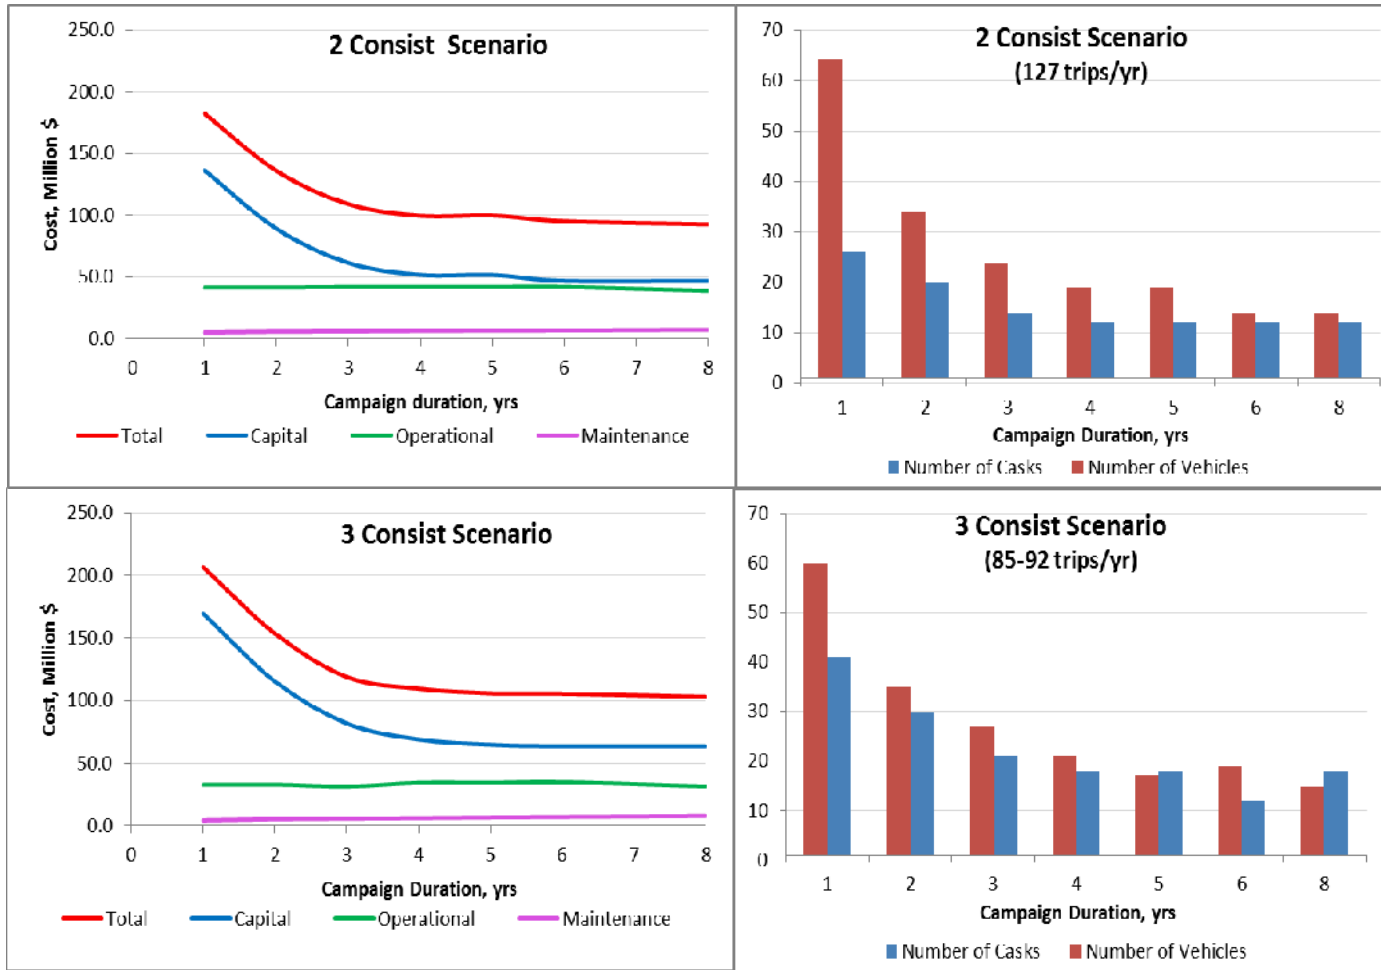 2 Consist Scenario
250.0
200.0
150.0
100.0
50.0
0.0
Cost, Million $
0 1 2 3 4 5 6 7 8
Campaign duration, yrs
Total Capital Operational Maintenance
2 Consist Scenario
(127 trips/yr)
70
60
50
40
30
20
10
0
1 2 3 4 5 6 8
Campaign Duration, yrs
Number of Casks Number of Vehicles
3 Consist Scenario
250.0
200.0
150.0
100.0
50.0
0.0
Cost, Million $
0 1 2 3 4 5 6 7 8
Campaign Duration, yrs
Total Capital Operational Maintenance
3 Consist Scenario
(85-92 trips/yr)
70
60
50
40
30
20
10
0
1 2 3 4 5 6 8
Campaign Duration, yrs
Number of Casks Number of Vehicles